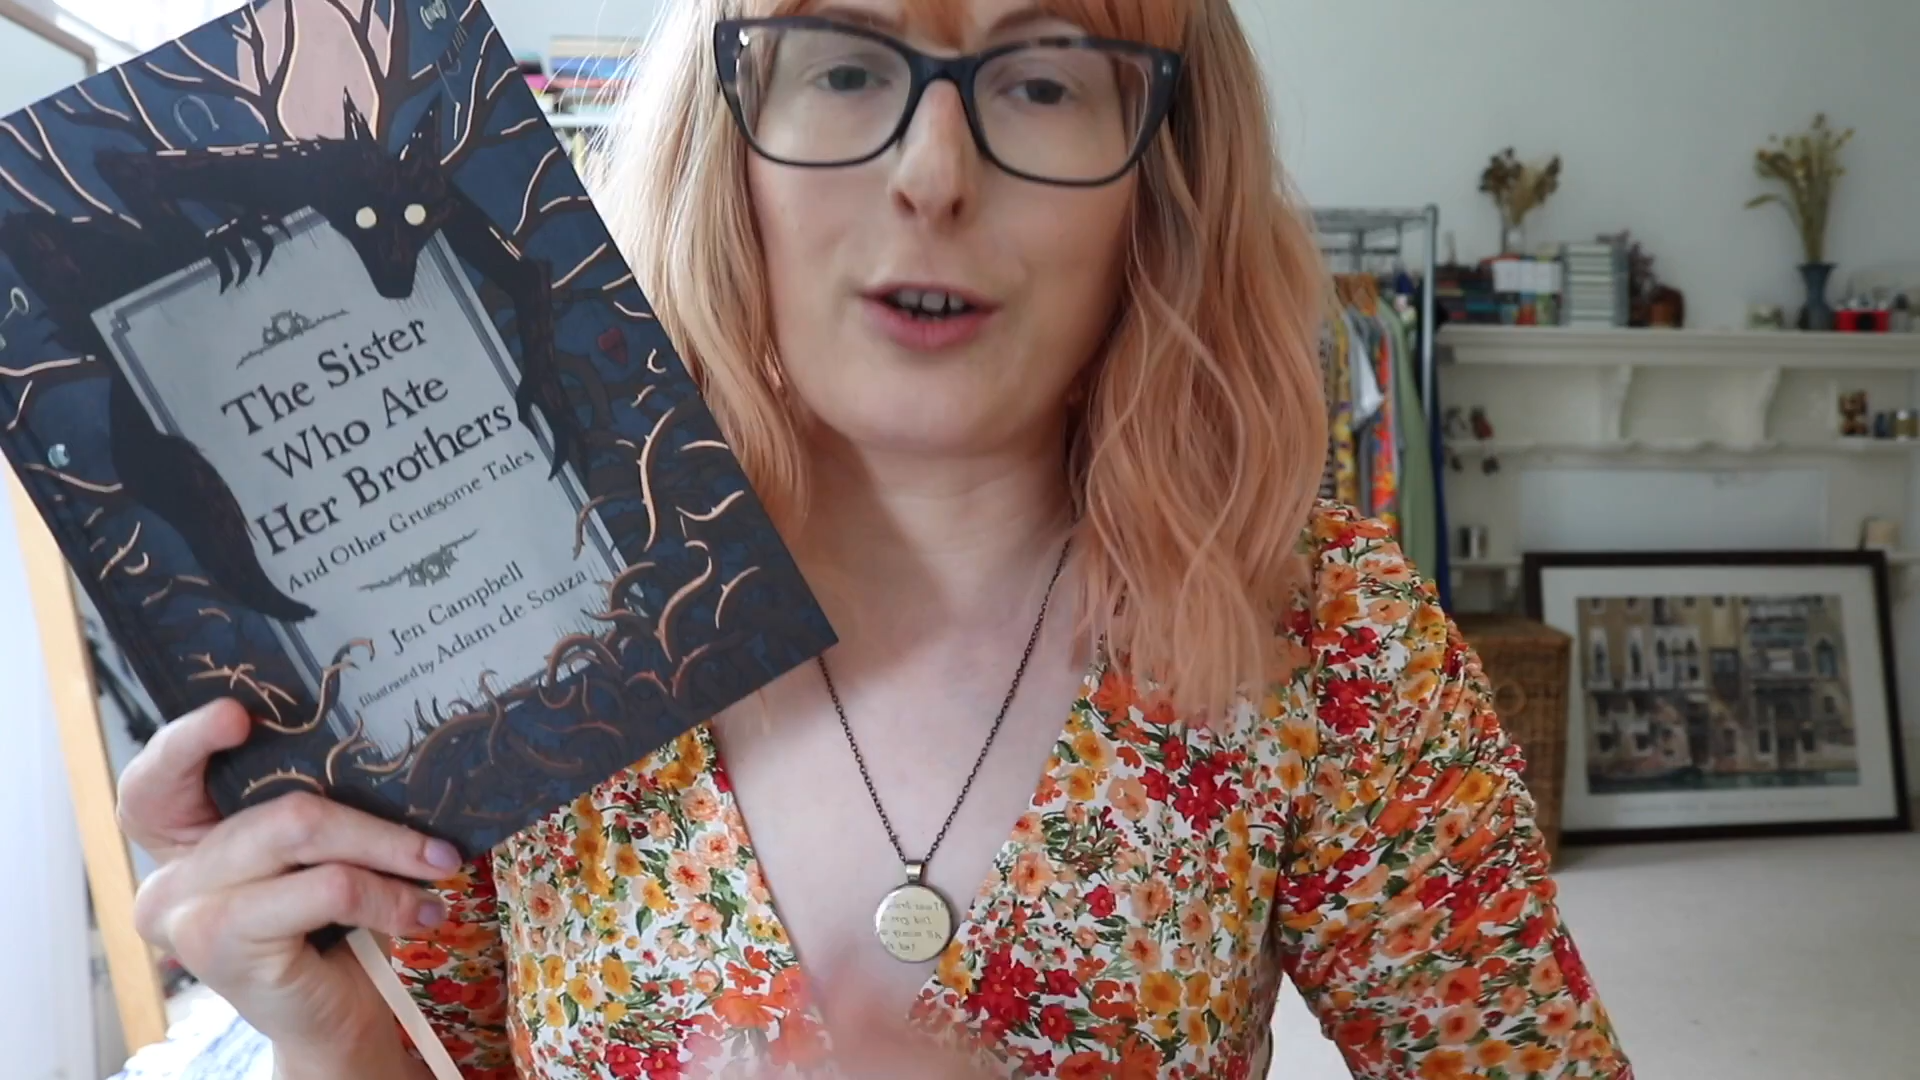 The Sister
Who Ate
Her Brothers
And Other Gruesome Tales
Jen Campbell
Illustrated by Adam de Souza